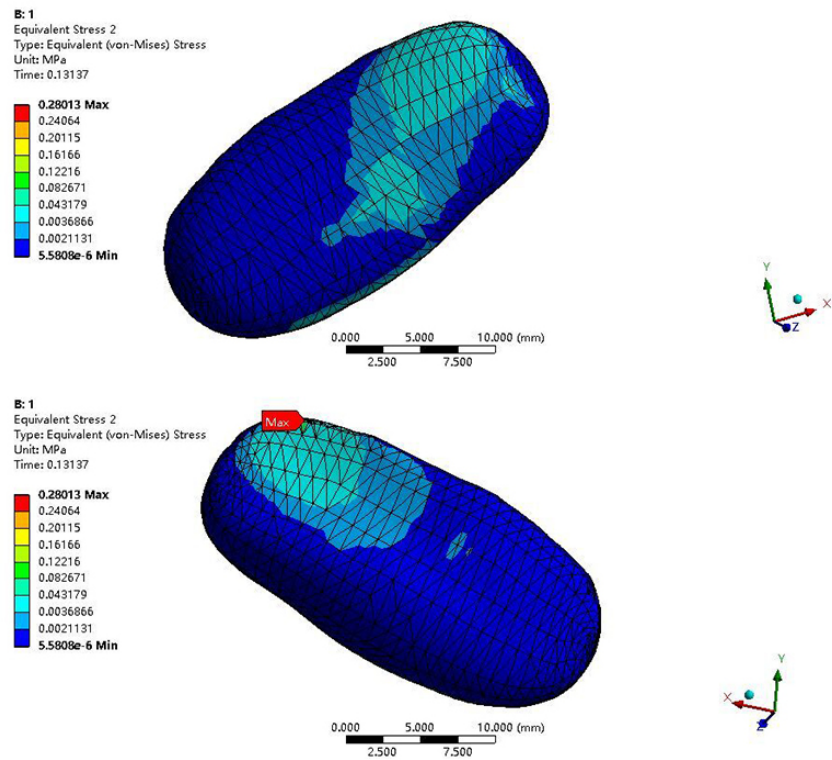 B: 1
Equivalent Stress 2
Type: Equivalent (von-Mises) Stress
Unit: MPa
Time: 0.13137
0.28013 Max
0.24064
0.20115
0.16166
0.12216
0.082671
0.043179
0.0036866
0.0021131
5.5808e-6 Min
0.000 5.000 10.000 (mm)
2.500 7.500
Y
X
Z
B: 1
Equivalent Stress 2
Type: Equivalent (von-Mises) Stress
Unit: MPa
Time: 0.13137
Max
0.28013 Max
0.24064
0.20115
0.16166
0.12216
0.082671
0.043179
0.0036866
0.0021131
5.5808e-6 Min
0.000 5.000 10.000 (mm)
2.500 7.500
Y
X
Z